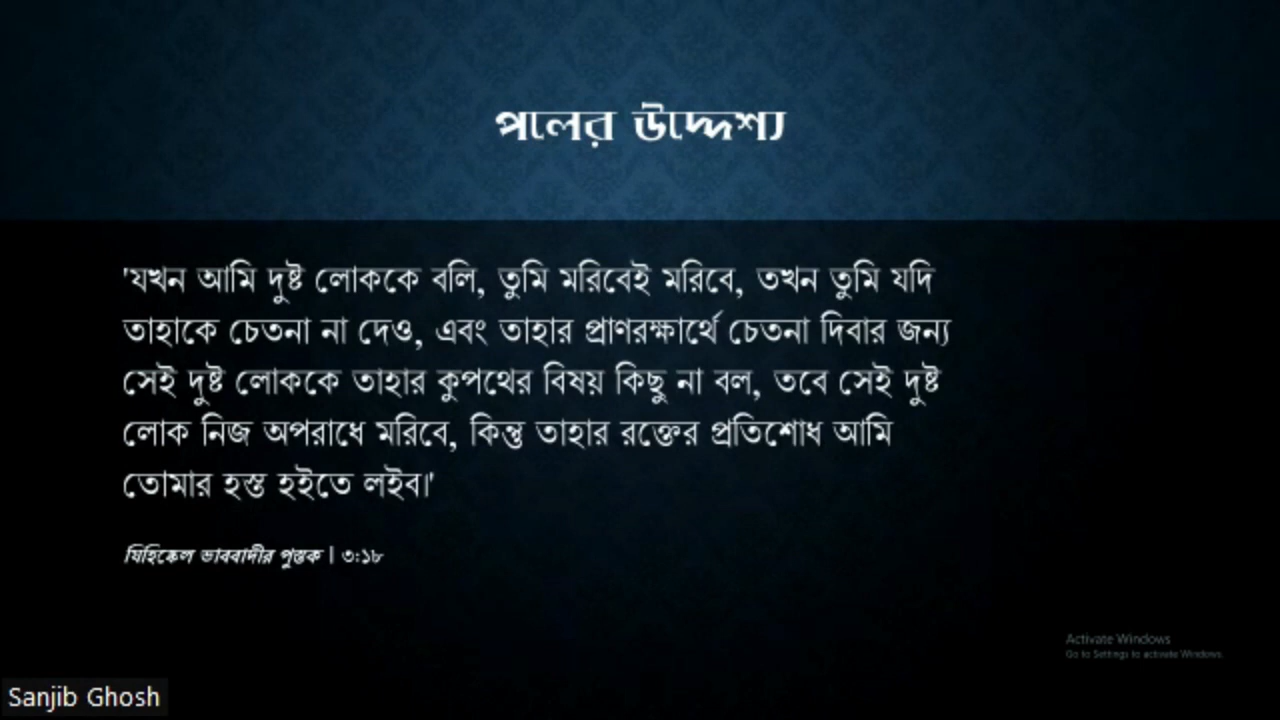 পলের উদ্দেশ্য
'যখন আমি দুষ্ট লোককে বলি, তুমি মরিবেই মরিবে, তখন তুমি যদি
তাহাকে চেতনা না দেও, এবং তাহার প্রাণরক্ষার্থে চেতনা দিবার জন্য
সেই দুষ্ট লোককে তাহার কুপথের বিষয় কিছু না বল, তবে সেই দুষ্ট
লোক নিজ অপরাধে মরিবে, কিন্তু তাহার রক্তের প্রতিশোধ আমি
তোমার হস্ত হইতে লইব।'
যিহিষ্কেল ভাববাদীর পুস্তক | ৩:১৮
Activate Windows
Go to Settings to activate Windows.
Sanjib Ghosh